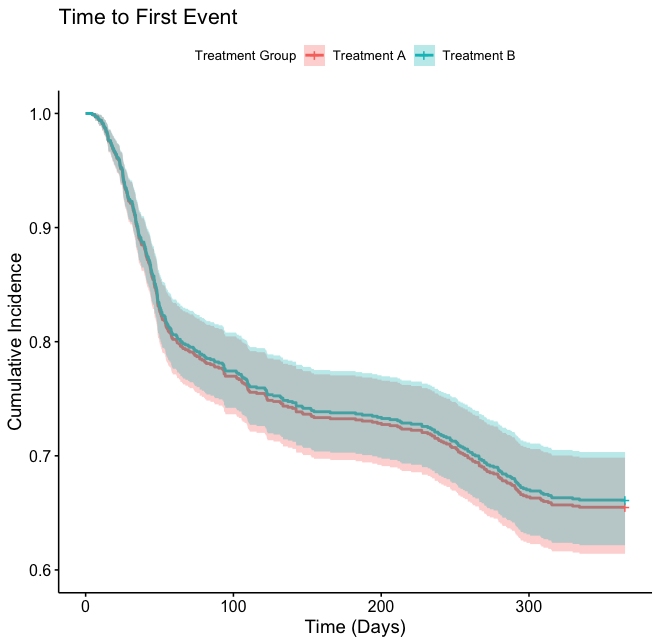 Time to First Event
Treatment Group Treatment A Treatment B
Cumulative Incidence
1.0
0.9
0.8
0.7
0.6
0 100 200 300
Time (Days)